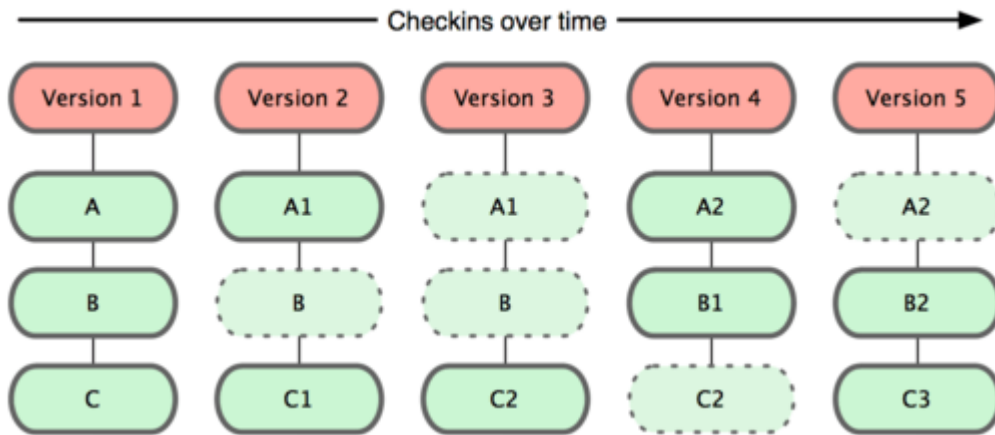 Checkins over time
Version 1 Version 2 Version 3 Version 4 Version 5
A A1 A1 A2 A2
B B B B1 B2
C C1 C2 C2 C3